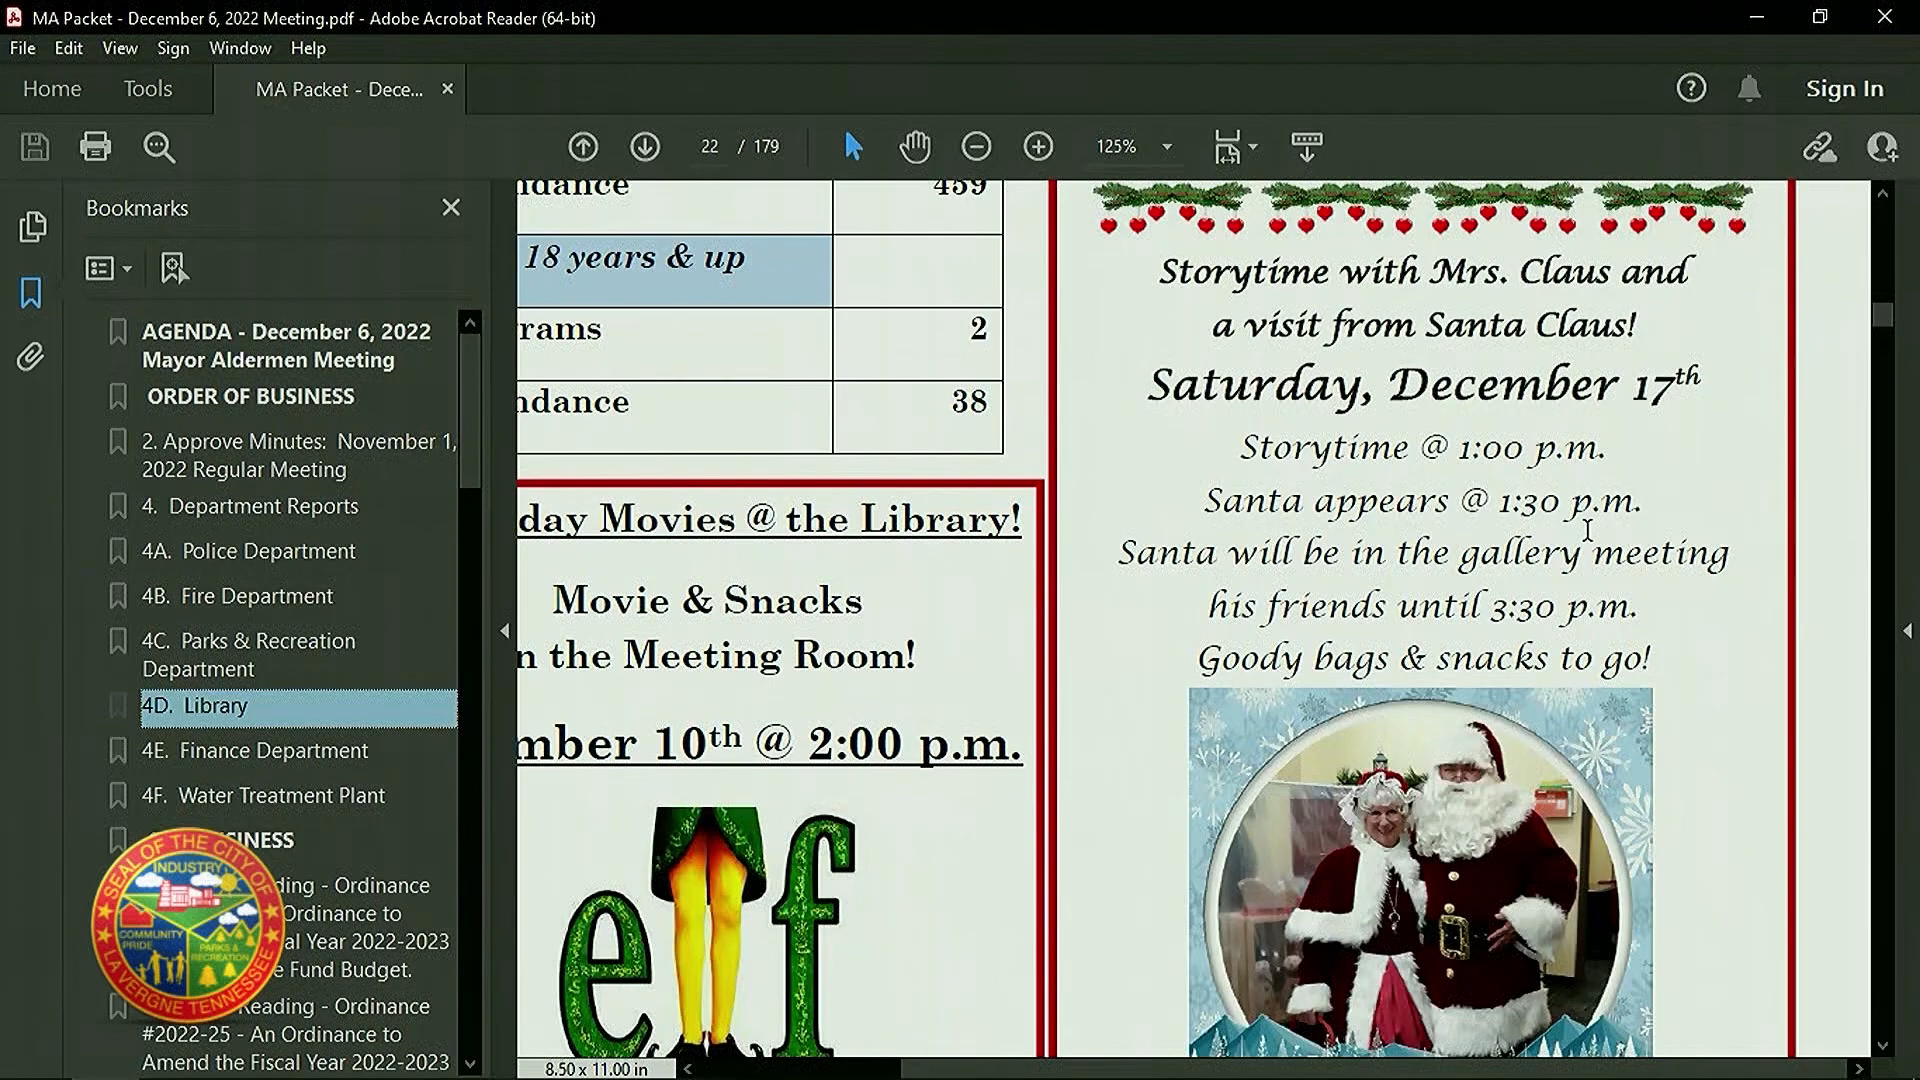 MA Packet - December 6, 2022 Meeting.pdf - Adobe Acrobat Reader (64-bit)
File Edit View Sign Window Help
Home Tools MA Packet - Dece... Sign In
22 / 179 125%
Bookmarks
AGENDA - December 6, 2022
Mayor Aldermen Meeting
ORDER OF BUSINESS
2. Approve Minutes: November 1,
2022 Regular Meeting
4. Department Reports
4A. Police Department
4B. Fire Department
4C. Parks & Recreation
Department
4D. Library
4E. Finance Department
4F. Water Treatment Plant
Ordinance
Ordinance to
Year 2022-2023
Fund Budget.
Reading - Ordinance
#2022-25 - An Ordinance to
Amend the Fiscal Year 2022-2023
SEAL OF THE CITY OF
LA VERGNE TENNESSEE
INDUSTRY
COMMUNITY
PRIDE
PARKS &
RECREATION
459
18 years & up
2
38
Movies @ the Library!
Movie & Snacks
the Meeting Room!
10th @ 2:00 p.m.
elf
8.50 x 11.00 in
Storytime with Mrs. Claus and
a visit from Santa Claus!
Saturday, December 17th
Storytime @ 1:00 p.m.
Santa appears @ 1:30 p.m.
Santa will be in the gallery meeting
his friends until 3:30 p.m.
Goody bags & snacks to go!